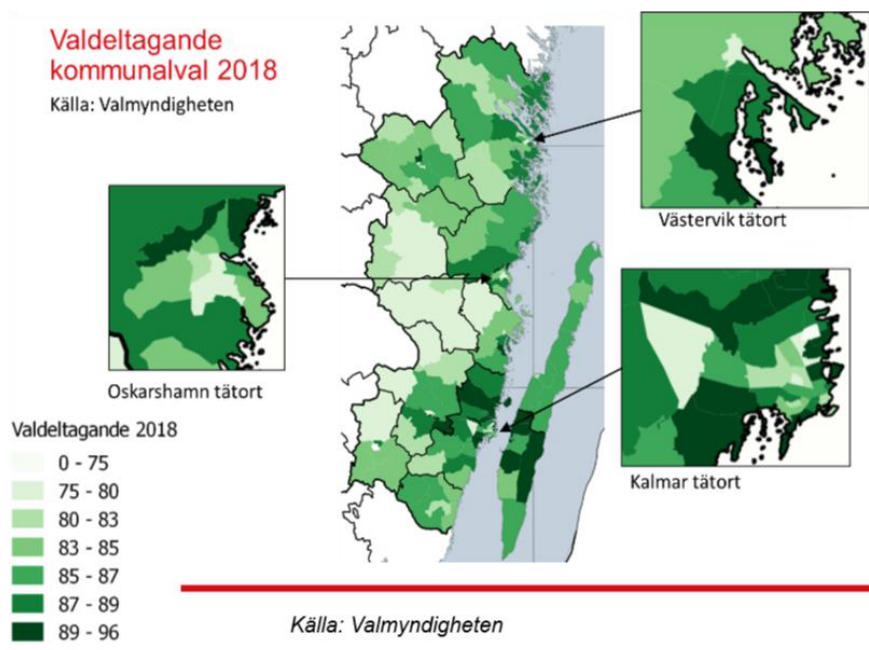 Valdeltagande
kommunalval 2018
Källa: Valmyndigheten
Västervik tätort
Oskarshamn tätort
Kalmar tätort
Valdeltagande 2018
0 - 75
75 - 80
80 - 83
83 - 85
85 - 87
87 - 89
89 - 96
Källa: Valmyndigheten